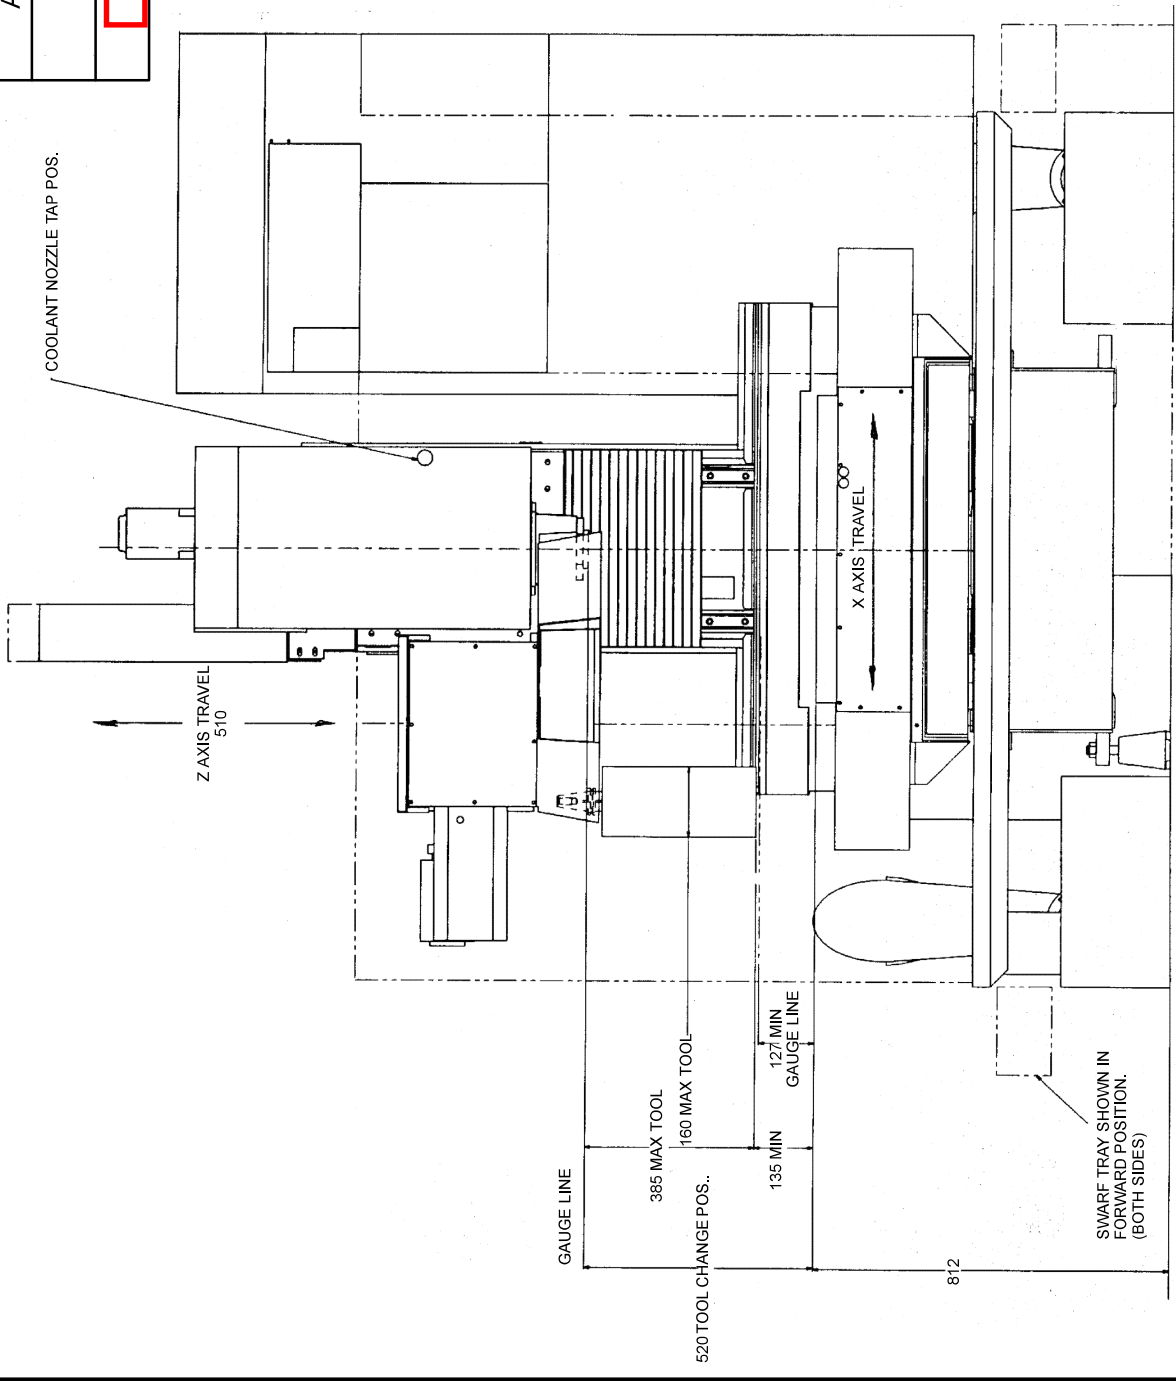 COOLANT NOZZLE TAP POS.
Z AXIS TRAVEL
510
X AXIS TRAVEL
127 MIN
GAUGE LINE
160 MAX TOOL
385 MAX TOOL
135 MIN
GAUGE LINE
520 TOOL CHANGE POS..
812
SWARF TRAY SHOWN IN
FORWARD POSITION.
(BOTH SIDES)